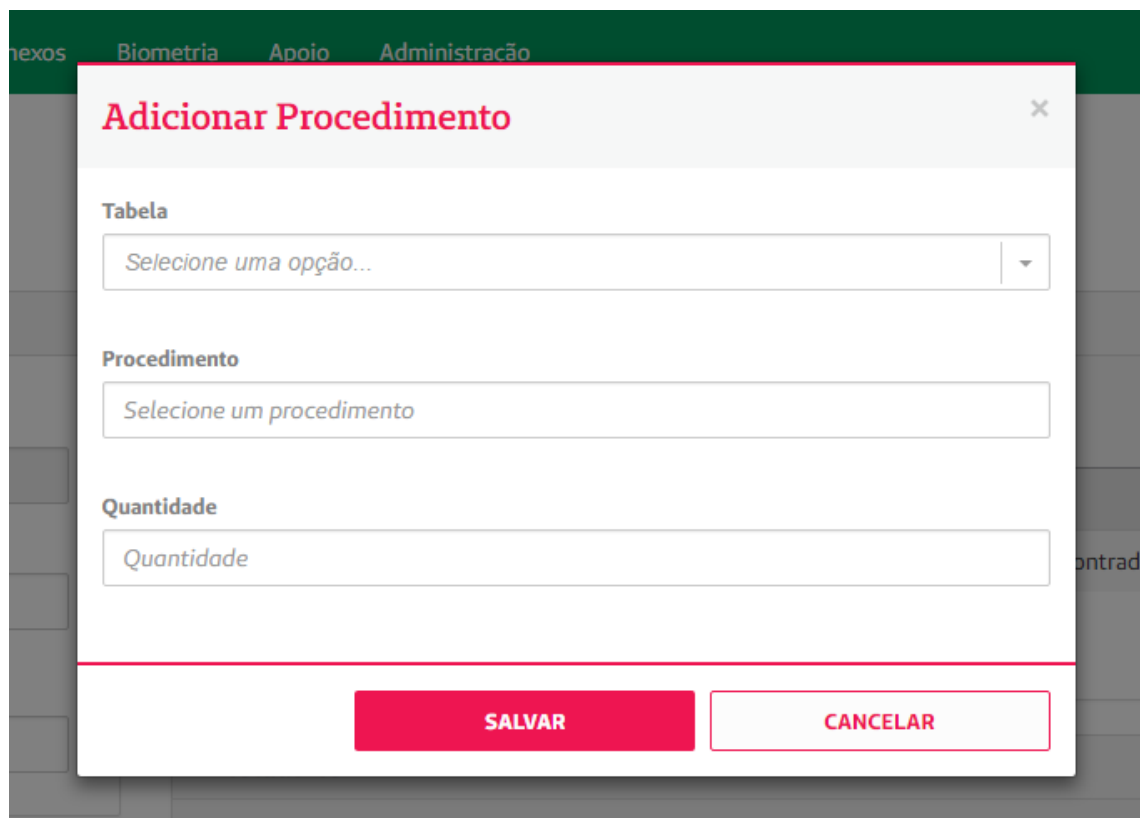 nexos Biometria Apoio Administração
Adicionar Procedimento ×
Tabela
Selecione uma opção...
Procedimento
Selecione um procedimento
Quantidade
Quantidade
ontrad
SALVAR CANCELAR